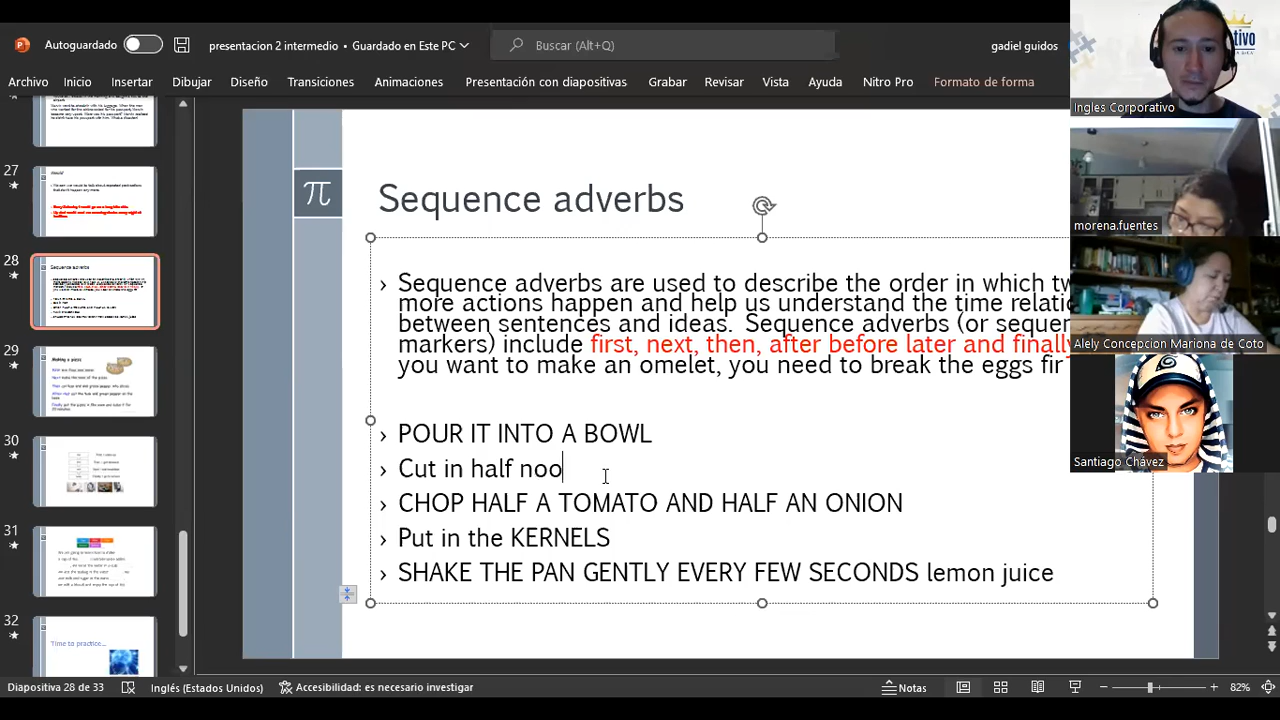 Autoguardado
presentacion 2 intermedio • Guardado en Este PC
Buscar (Alt+Q)
gadiel guidos
Archivo Inicio Insertar Dibujar Diseño Transiciones Animaciones Presentación con diapositivas Grabar Revisar Vista Ayuda Nitro Pro Formato de forma
Ingles Corporativo
morena.fuentes
Alely Concepcion Mariona de Coto
Santiago Chávez
27
28
29
30
31
32
Sequence adverbs
Making a pizza
Time to practice...
π
Sequence adverbs
› Sequence adverbs are used to describe the order in which tw
more actions happen and help us understand the time relatio
between sentences and ideas. Sequence adverbs (or sequen
markers) include first, next, then, after before later and finally
you want to make an omelet, you need to break the eggs fir
› POUR IT INTO A BOWL
› Cut in half noo
› CHOP HALF A TOMATO AND HALF AN ONION
› Put in the KERNELS
› SHAKE THE PAN GENTLY EVERY FEW SECONDS lemon juice
Diapositiva 28 de 33
Inglés (Estados Unidos)
Accesibilidad: es necesario investigar
Notas
82%